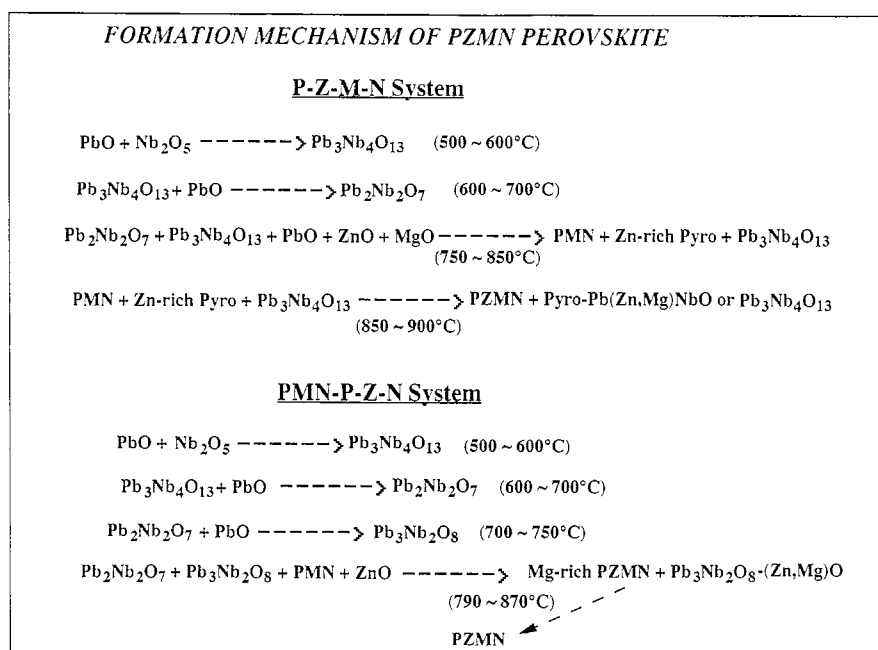 FORMATION MECHANISM OF PZMN PEROVSKITE
P-Z-M-N System
PbO + Nb₂O₅ ------> Pb₃Nb₄O₁₃ (500 ~ 600°C)
Pb₃Nb₄O₁₃+ PbO ------> Pb₂Nb₂O₇ (600 ~ 700°C)
Pb₂Nb₂O₇ + Pb₃Nb₄O₁₃ + PbO + ZnO + MgO ------> PMN + Zn-rich Pyro + Pb₃Nb₄O₁₃
(750 ~ 850°C)
PMN + Zn-rich Pyro + Pb₃Nb₄O₁₃ ------> PZMN + Pyro-Pb(Zn,Mg)NbO or Pb₃Nb₄O₁₃
(850 ~ 900°C)
PMN-P-Z-N System
PbO + Nb₂O₅ ------> Pb₃Nb₄O₁₃ (500 ~ 600°C)
Pb₃Nb₄O₁₃+ PbO ------> Pb₂Nb₂O₇ (600 ~ 700°C)
Pb₂Nb₂O₇ + PbO ------> Pb₃Nb₂O₈ (700 ~ 750°C)
Pb₂Nb₂O₇ + Pb₃Nb₂O₈ + PMN + ZnO ------> Mg-rich PZMN + Pb₃Nb₂O₈-(Zn,Mg)O
(790 ~ 870°C)
PZMN